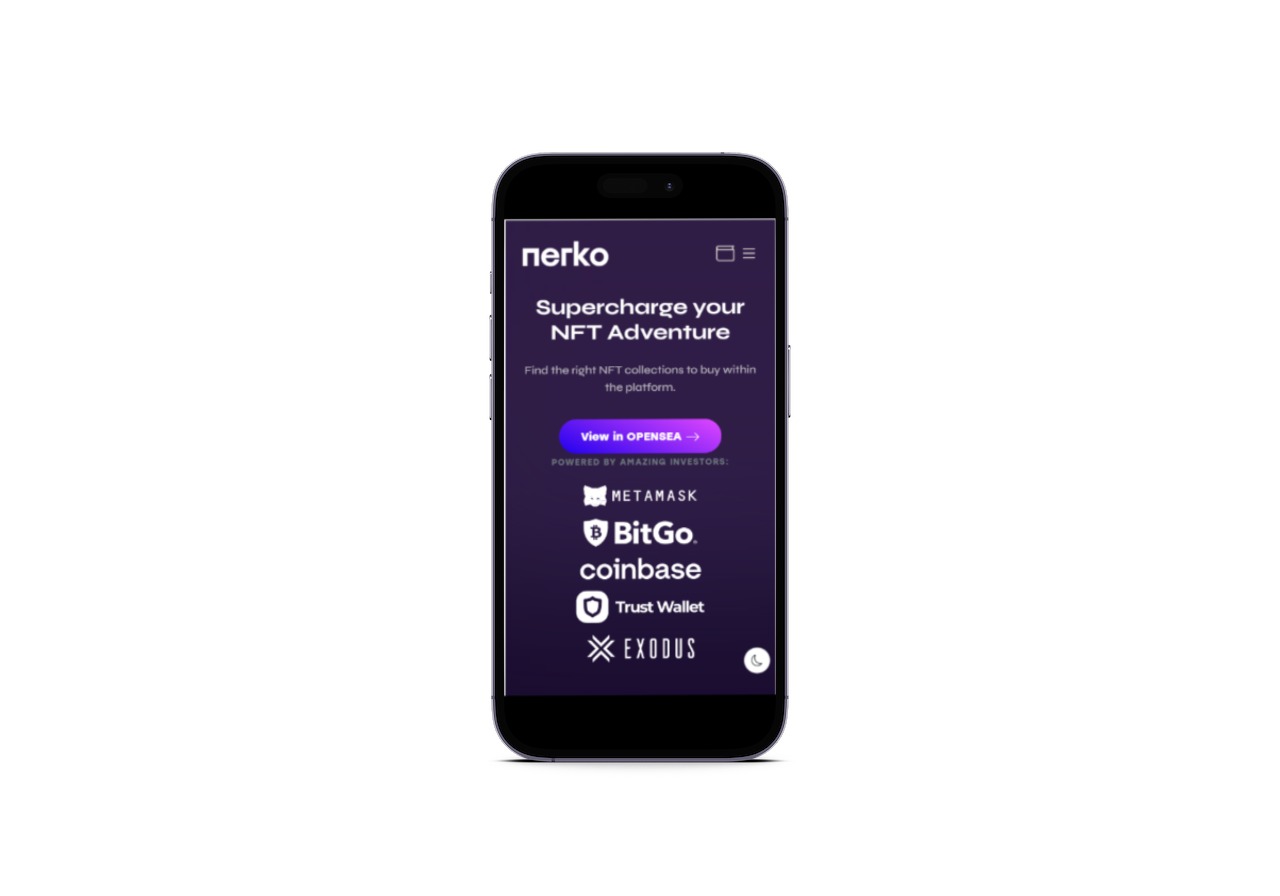 nerko
Supercharge your
NFT Adventure
Find the right NFT collections to buy within
the platform.
View in OPENSEA →
POWERED BY AMAZING INVESTORS:
METAMASK
BitGo
coinbase
Trust Wallet
EXODUS